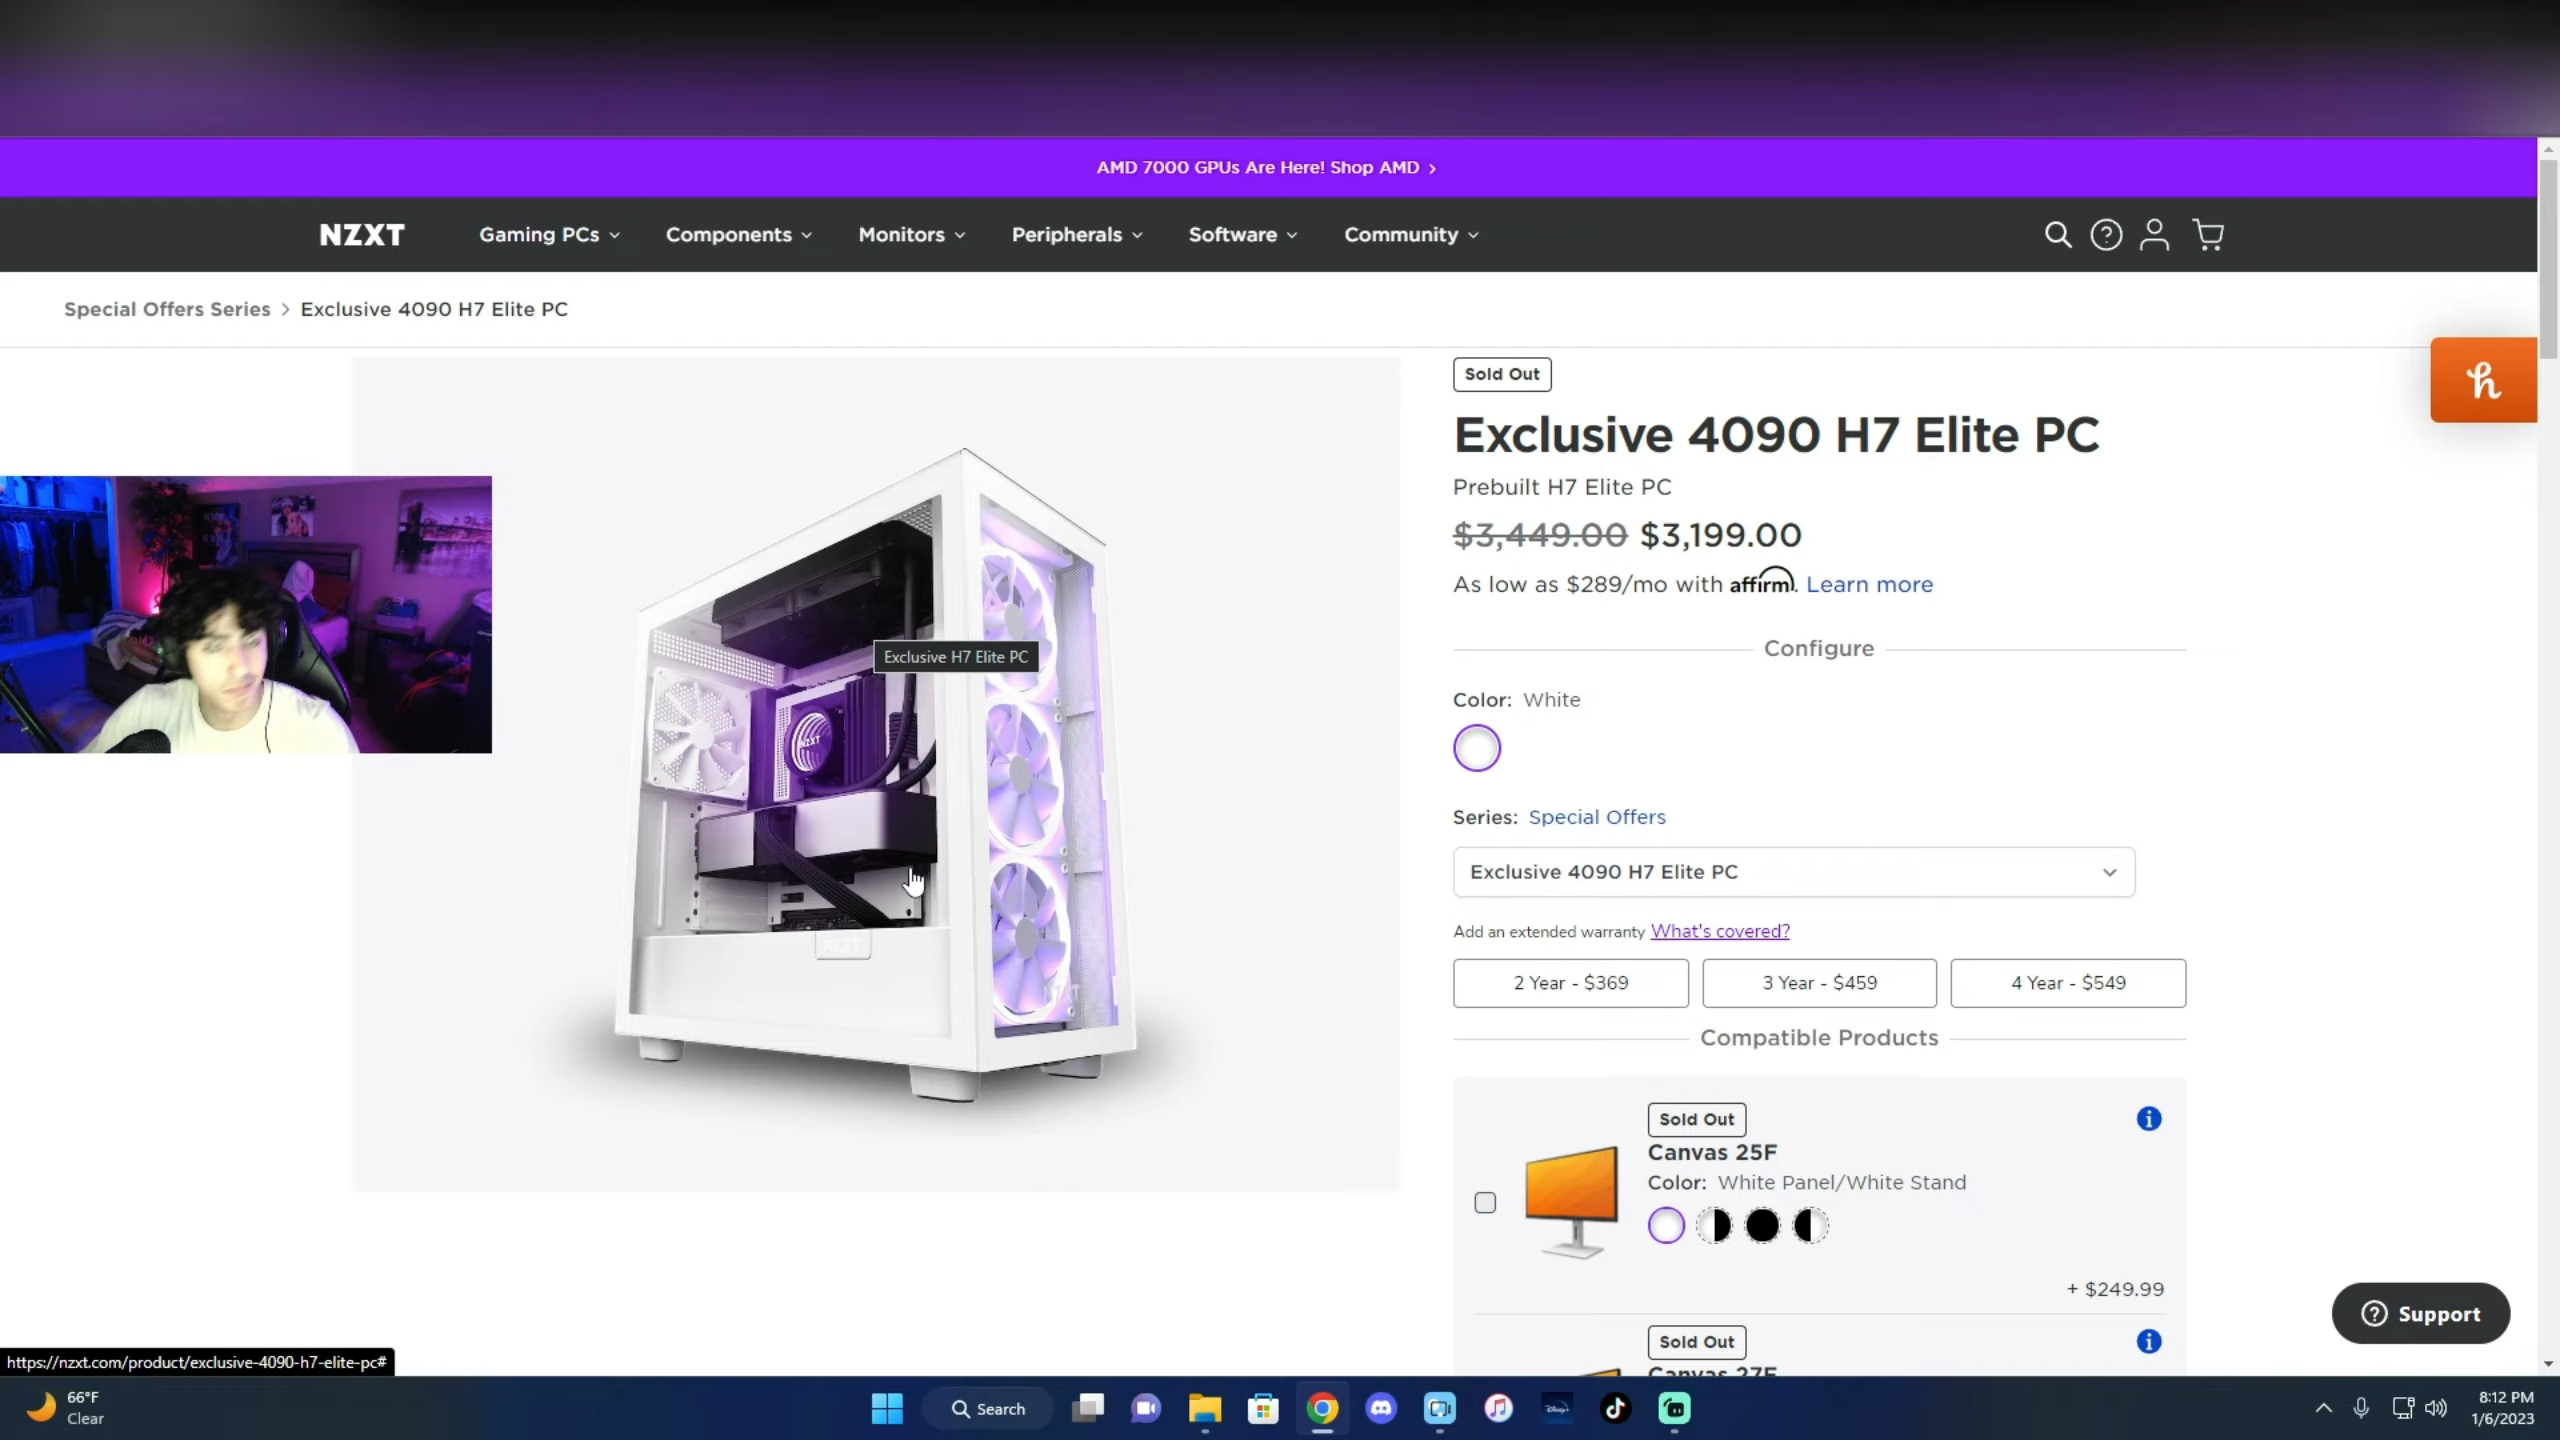 AMD 7000 GPUs Are Here! Shop AMD >
NZXT Gaming PCs Components Monitors Peripherals Software Community
Special Offers Series > Exclusive 4090 H7 Elite PC
Sold Out
Exclusive 4090 H7 Elite PC
Prebuilt H7 Elite PC
$3,449.00 $3,199.00
As low as $289/mo with affirm. Learn more
Configure
Exclusive H7 Elite PC
Color: White
NZXT
Series: Special Offers
Exclusive 4090 H7 Elite PC
Add an extended warranty What's covered?
NZXT
2 Year - $369 3 Year - $459 4 Year - $549
Compatible Products
Sold Out
Canvas 25F
Color: White Panel/White Stand
+ $249.99
Support
Sold Out
Canvas 27F
https://nzxt.com/product/exclusive-4090-h7-elite-pc#
66°F
Clear
Search
Disney+
8:12 PM
1/6/2023